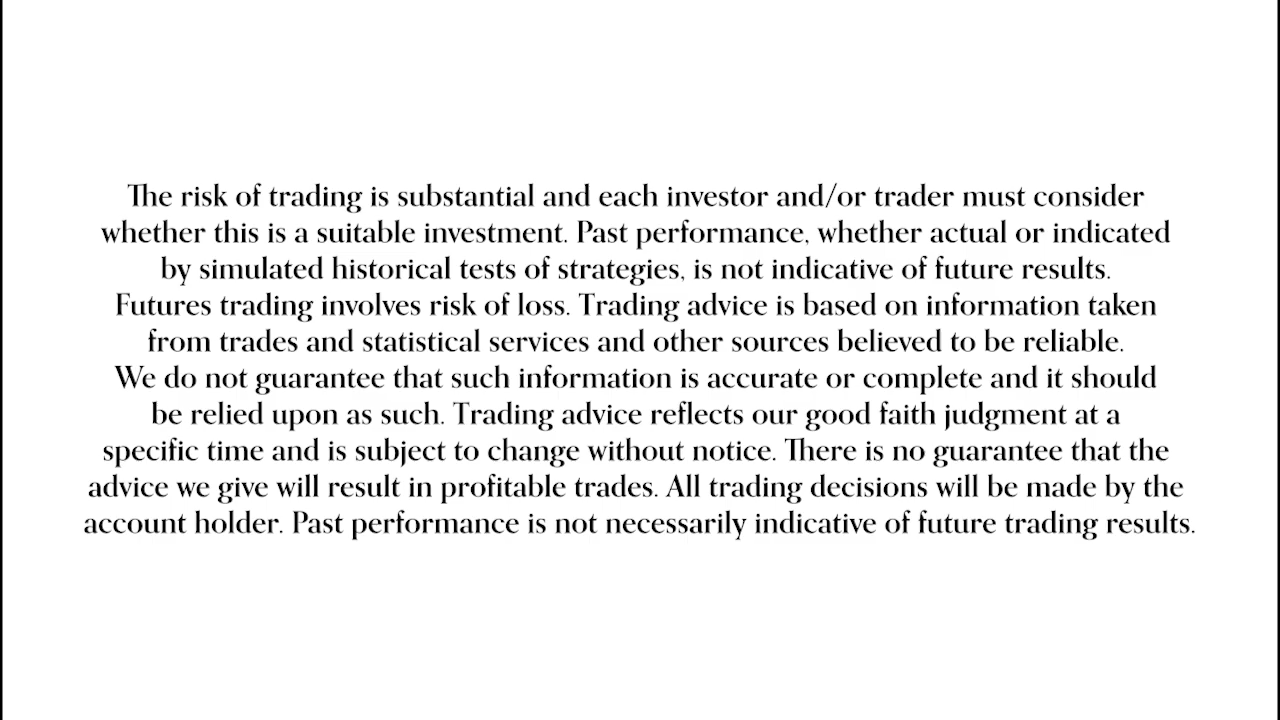 The risk of trading is substantial and each investor and/or trader must consider
whether this is a suitable investment. Past performance, whether actual or indicated
by simulated historical tests of strategies, is not indicative of future results.
Futures trading involves risk of loss. Trading advice is based on information taken
from trades and statistical services and other sources believed to be reliable.
We do not guarantee that such information is accurate or complete and it should
be relied upon as such. Trading advice reflects our good faith judgment at a
specific time and is subject to change without notice. There is no guarantee that the
advice we give will result in profitable trades. All trading decisions will be made by the
account holder. Past performance is not necessarily indicative of future trading results.